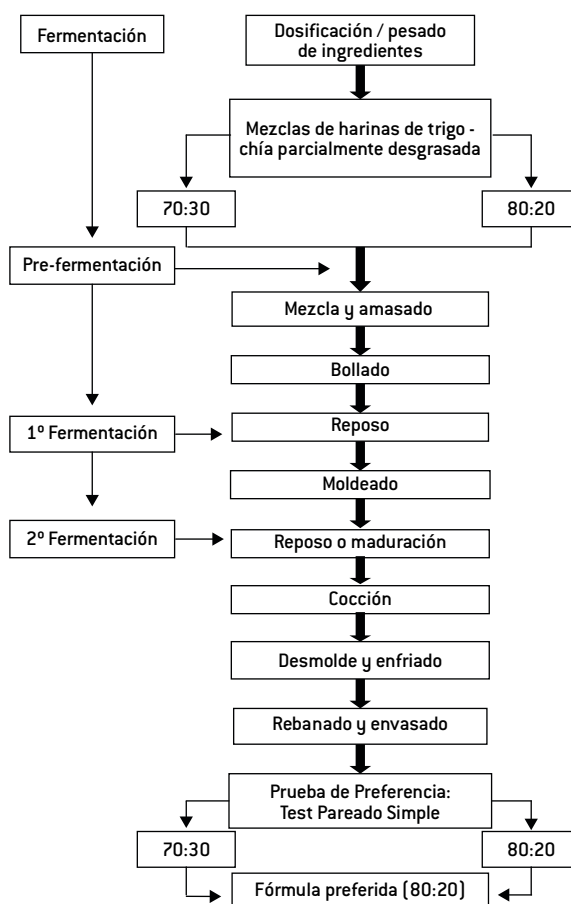 Fermentación
Dosificación / pesado
de ingredientes
Mezclas de harinas de trigo -
chía parcialmente desgrasada
70:30
80:20
Pre-fermentación
Mezcla y amasado
Bollado
1º Fermentación
Reposo
Moldeado
2º Fermentación
Reposo o maduración
Cocción
Desmolde y enfriado
Rebanado y envasado
Prueba de Preferencia:
Test Pareado Simple
70:30
80:20
Fórmula preferida (80:20)